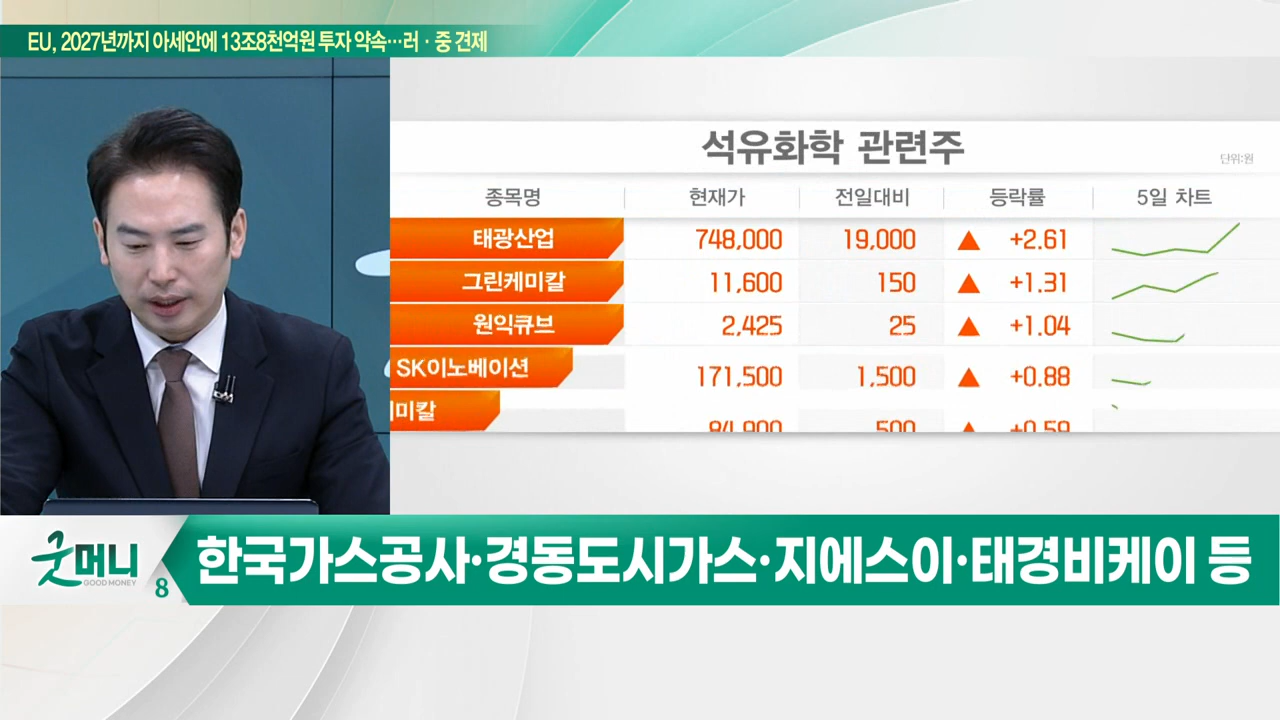 EU, 2027년까지 아세안에 13조8천억원 투자 약속…러·중 견제
석유화학 관련주
단위:원
종목명 현재가 전일대비 등락률 5일 차트
태광산업 748,000 19,000 ▲ +2.61
그린케미칼 11,600 150 ▲ +1.31
원익큐브 2,425 25 ▲ +1.04
SK이노베이션 171,500 1,500 ▲ +0.88
케미칼 84,900 500 ▲ +0.59
굿머니
GOOD MONEY
8
한국가스공사·경동도시가스·지에스이·태경비케이 등